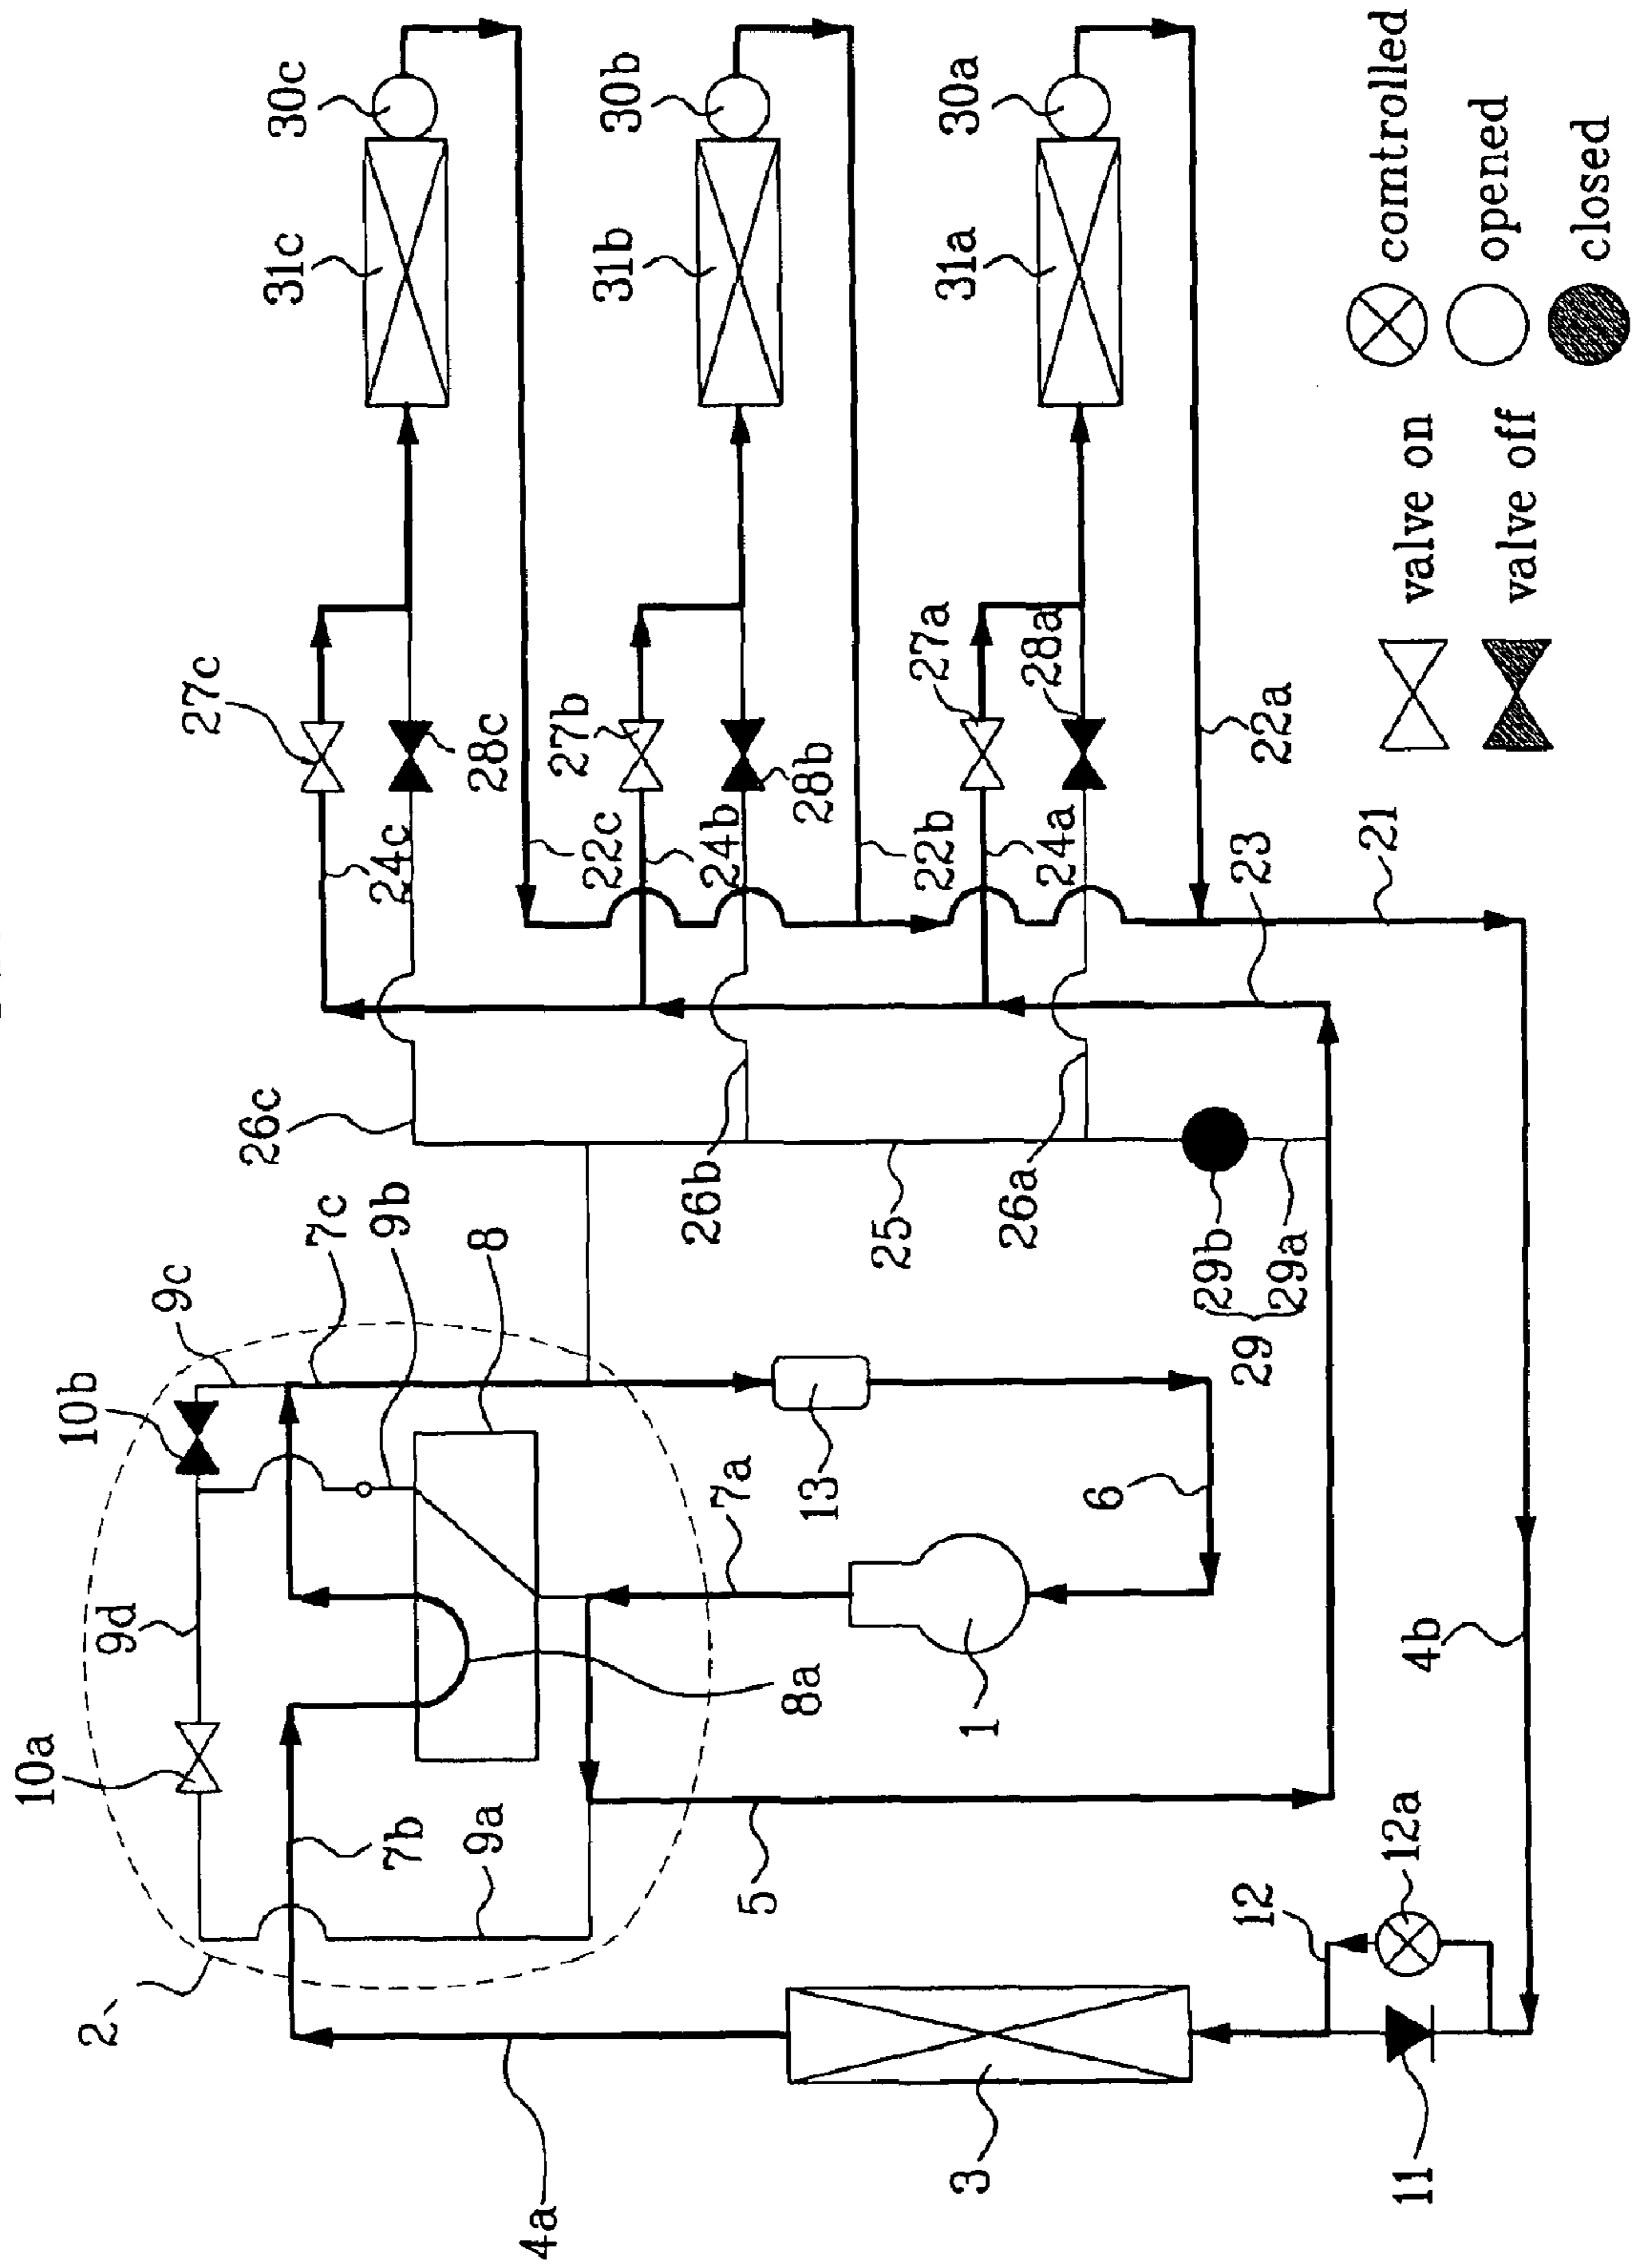 30c
30b
30a
31c
31b
31a
27c
28c
27b
28b
27a
28a
24c
22c
24b
22b
24a
22a
23
21
26c
26b
26a
25
29b
29a
29
9c
7c
9b
8
10b
13
7a
6
9d
8a
1
10a
7b
9a
5
4b
2
12
12a
4a
3
11
valve on
comtrolled
valve off
opened
closed